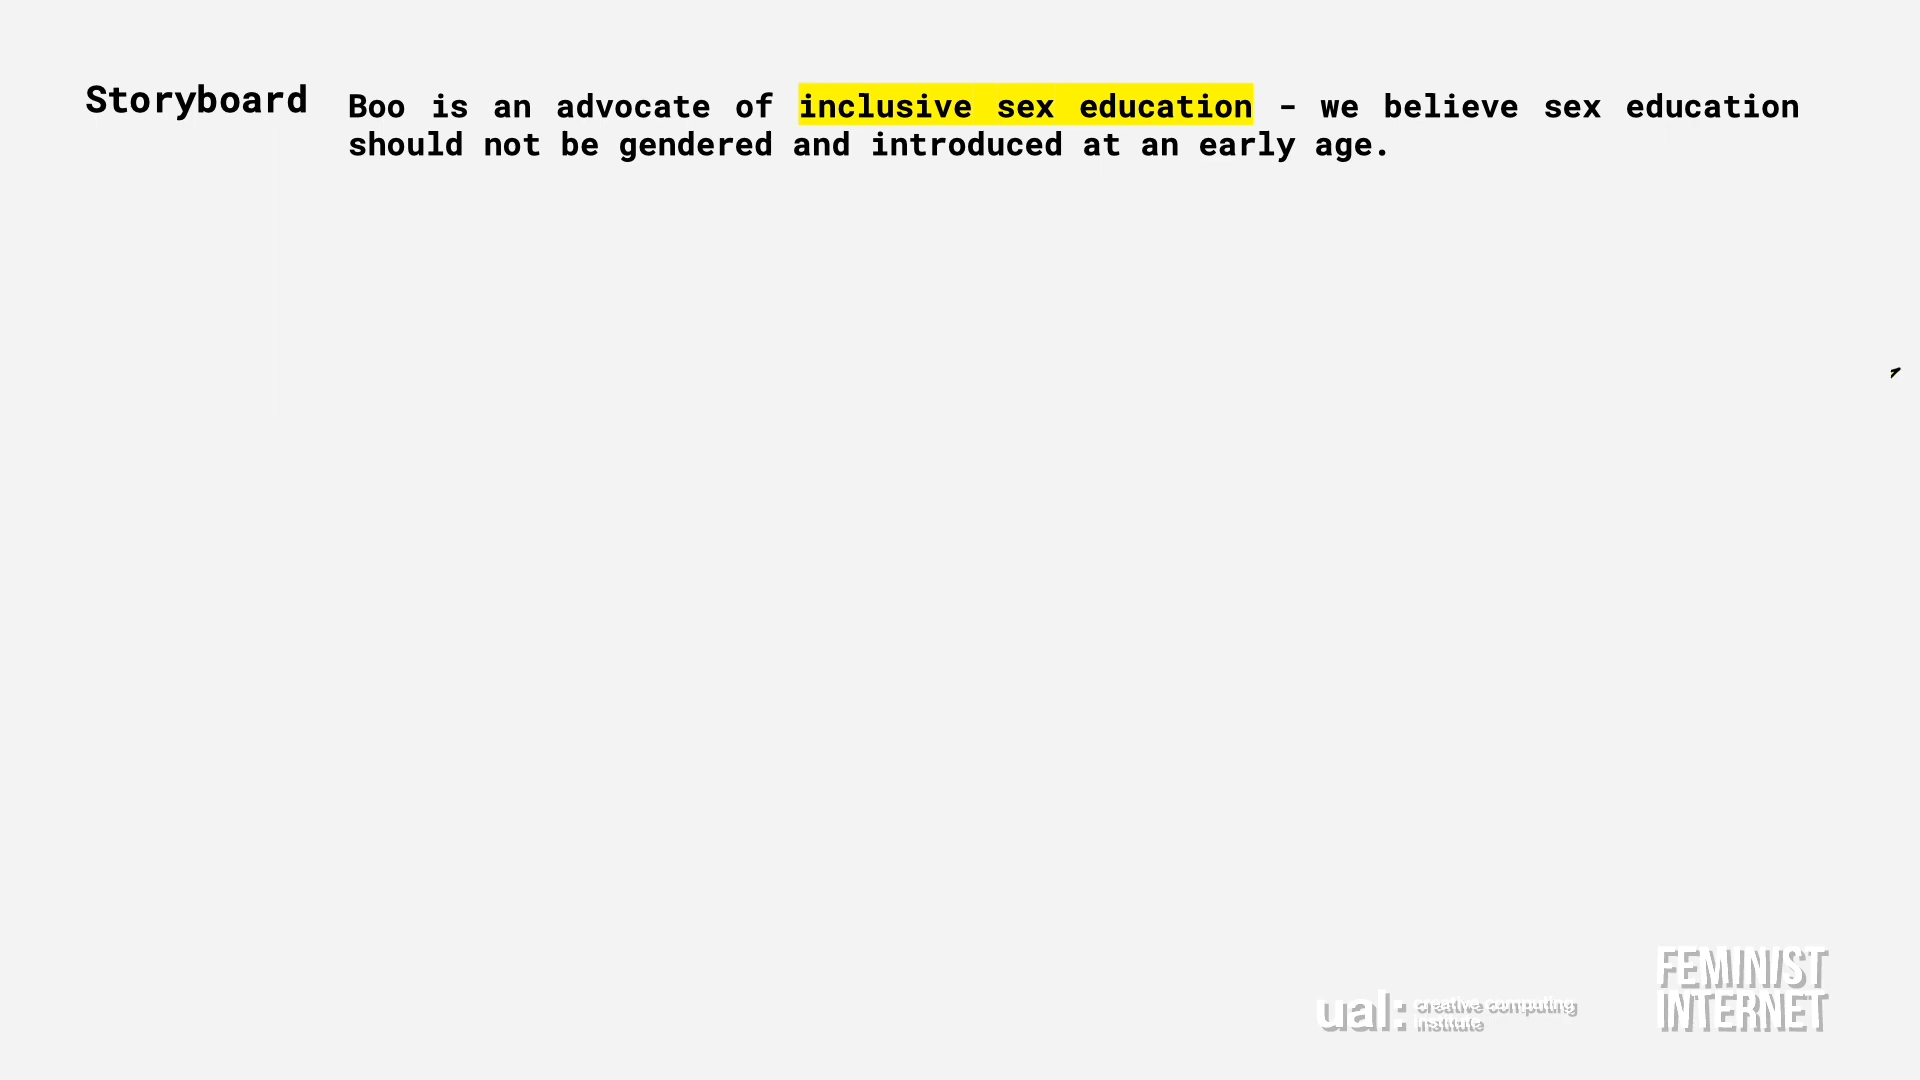 Storyboard
Boo is an advocate of inclusive sex education - we believe sex education
should not be gendered and introduced at an early age.
ual: creative computing
institute
FEMINIST
INTERNET